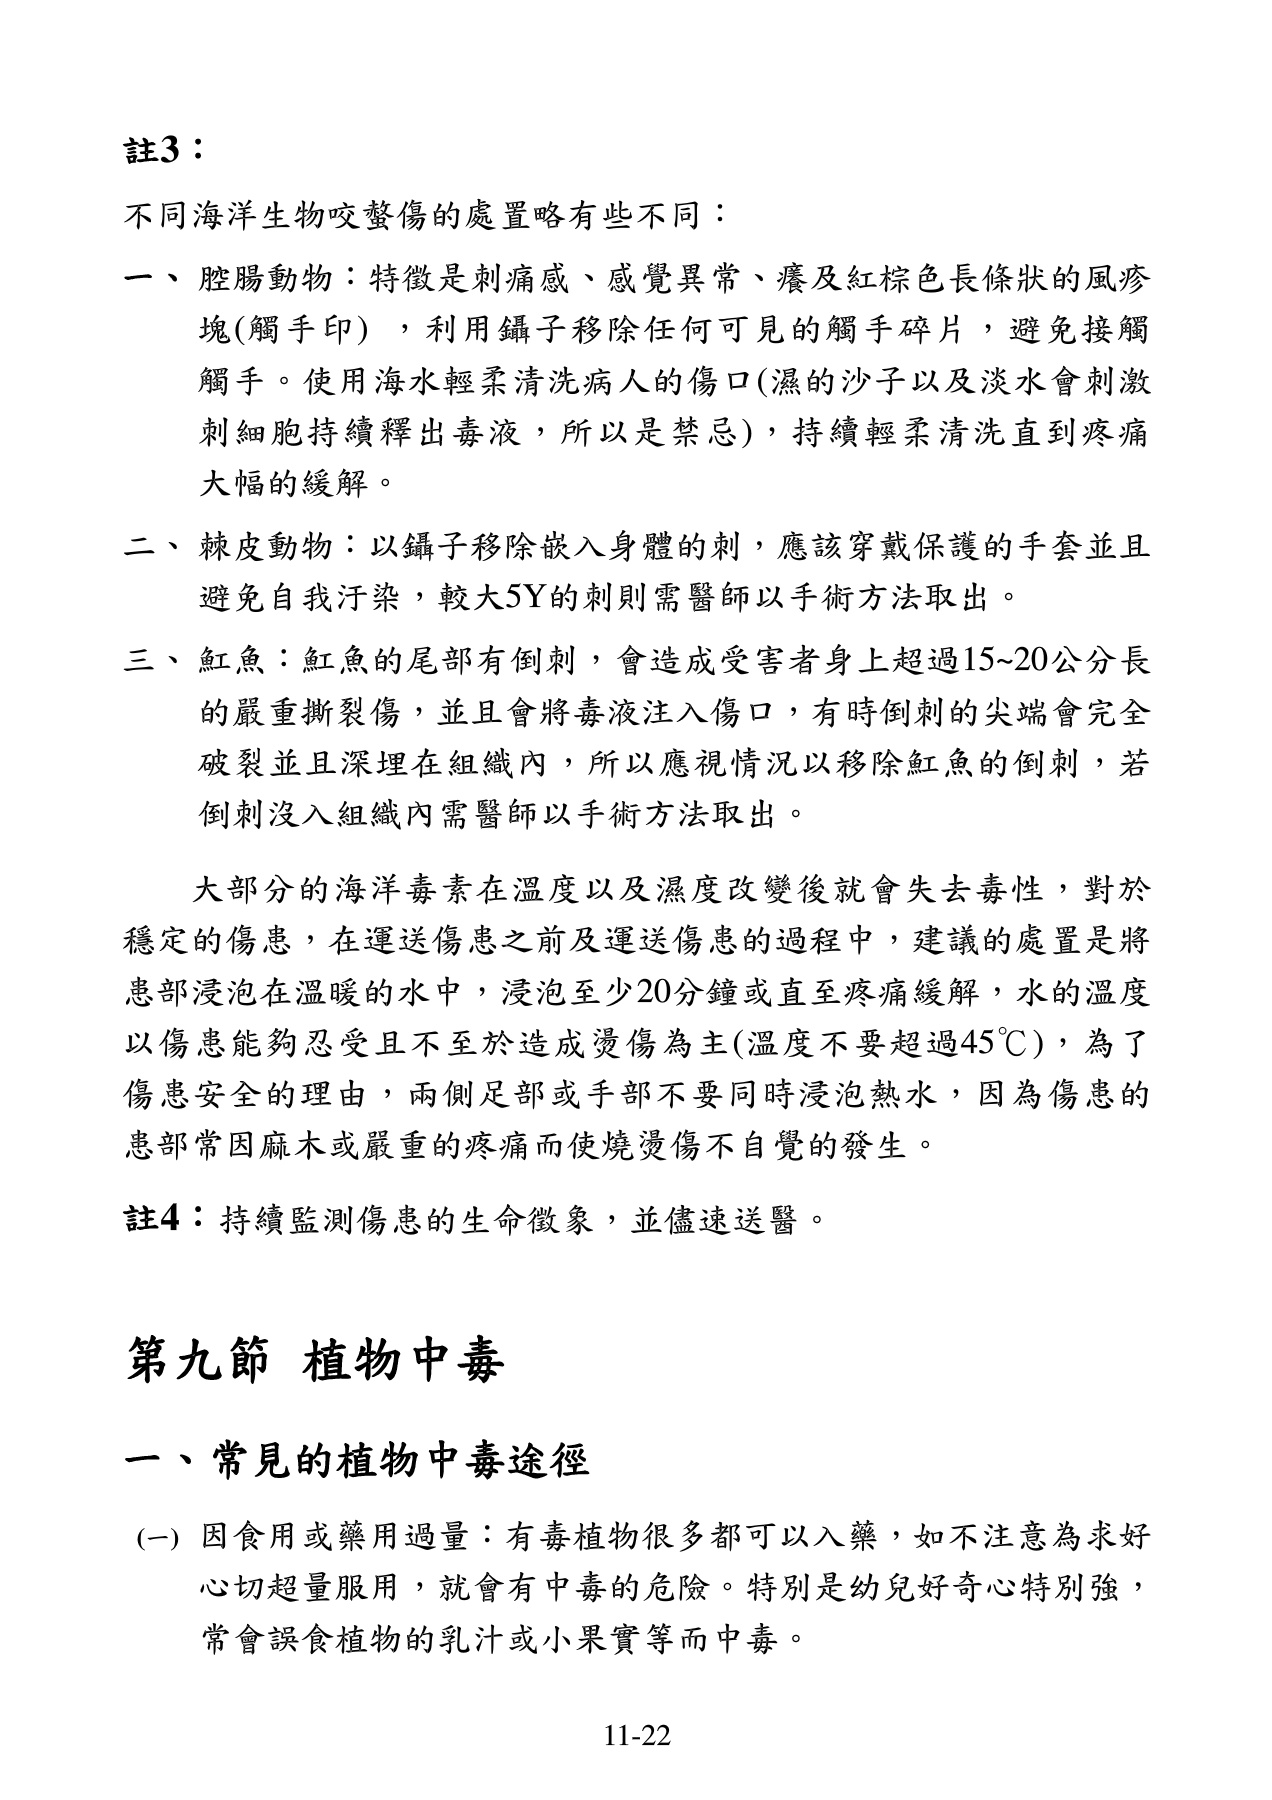 註3：
不同海洋生物咬螫傷的處置略有些不同：
一、 腔腸動物：特徵是刺痛感、感覺異常、癢及紅棕色長條狀的風疹
塊(觸手印) ，利用鑷子移除任何可見的觸手碎片，避免接觸
觸手。使用海水輕柔清洗病人的傷口(濕的沙子以及淡水會刺激
刺細胞持續釋出毒液，所以是禁忌)，持續輕柔清洗直到疼痛
大幅的緩解。
二、 棘皮動物：以鑷子移除嵌入身體的刺，應該穿戴保護的手套並且
避免自我汙染，較大5Y的刺則需醫師以手術方法取出。
三、 魟魚：魟魚的尾部有倒刺，會造成受害者身上超過15~20公分長
的嚴重撕裂傷，並且會將毒液注入傷口，有時倒刺的尖端會完全
破裂並且深埋在組織內，所以應視情況以移除魟魚的倒刺，若
倒刺沒入組織內需醫師以手術方法取出。
大部分的海洋毒素在溫度以及濕度改變後就會失去毒性，對於
穩定的傷患，在運送傷患之前及運送傷患的過程中，建議的處置是將
患部浸泡在溫暖的水中，浸泡至少20分鐘或直至疼痛緩解，水的溫度
以傷患能夠忍受且不至於造成燙傷為主(溫度不要超過45℃)，為了
傷患安全的理由，兩側足部或手部不要同時浸泡熱水，因為傷患的
患部常因麻木或嚴重的疼痛而使燒燙傷不自覺的發生。
註4：持續監測傷患的生命徵象，並儘速送醫。
第九節 植物中毒
一、常見的植物中毒途徑
(一) 因食用或藥用過量：有毒植物很多都可以入藥，如不注意為求好
心切超量服用，就會有中毒的危險。特別是幼兒好奇心特別強，
常會誤食植物的乳汁或小果實等而中毒。
11-22